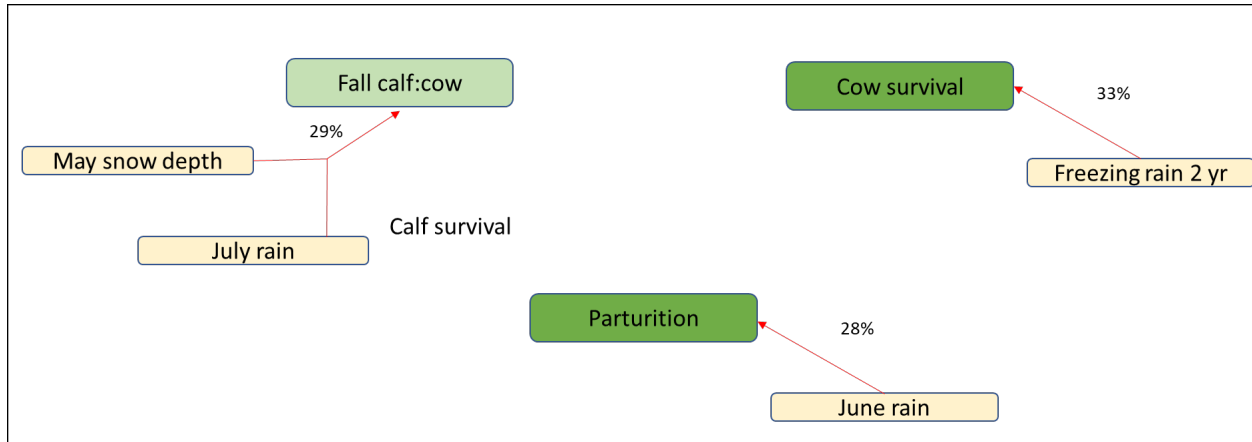 Fall calf:cow
Cow survival
29%
33%
May snow depth
Freezing rain 2 yr
Calf survival
July rain
Parturition
28%
June rain